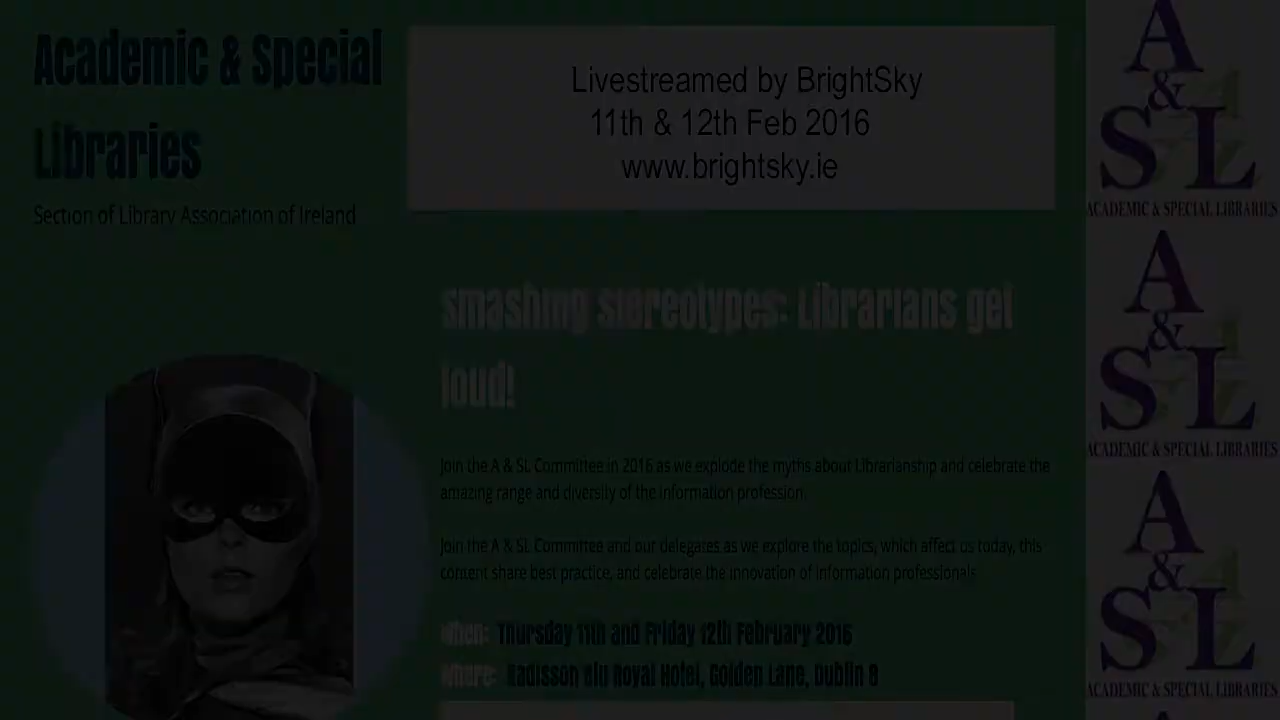 Academic & Special
Libraries
Section of Library Association of Ireland
Livestreamed by BrightSky
11th & 12th Feb 2016
www.brightsky.ie
Smashing Stereotypes: Librarians get
loud!
Join the A & SL Committee in 2016 as we explode the myths about Librarianship and celebrate the
amazing range and diversity of the information profession.
Join the A & SL Committee and our delegates as we explore the topics, which affect us today, this
content share best practice, and celebrate the innovation of information professionals
When: Thursday 11th and Friday 12th February 2016
Where: Radisson Blu Royal Hotel, Golden Lane, Dublin 8
A
&
S L
ACADEMIC & SPECIAL LIBRARIES
A
&
S L
ACADEMIC & SPECIAL LIBRARIES
A
&
S L
ACADEMIC & SPECIAL LIBRARIES